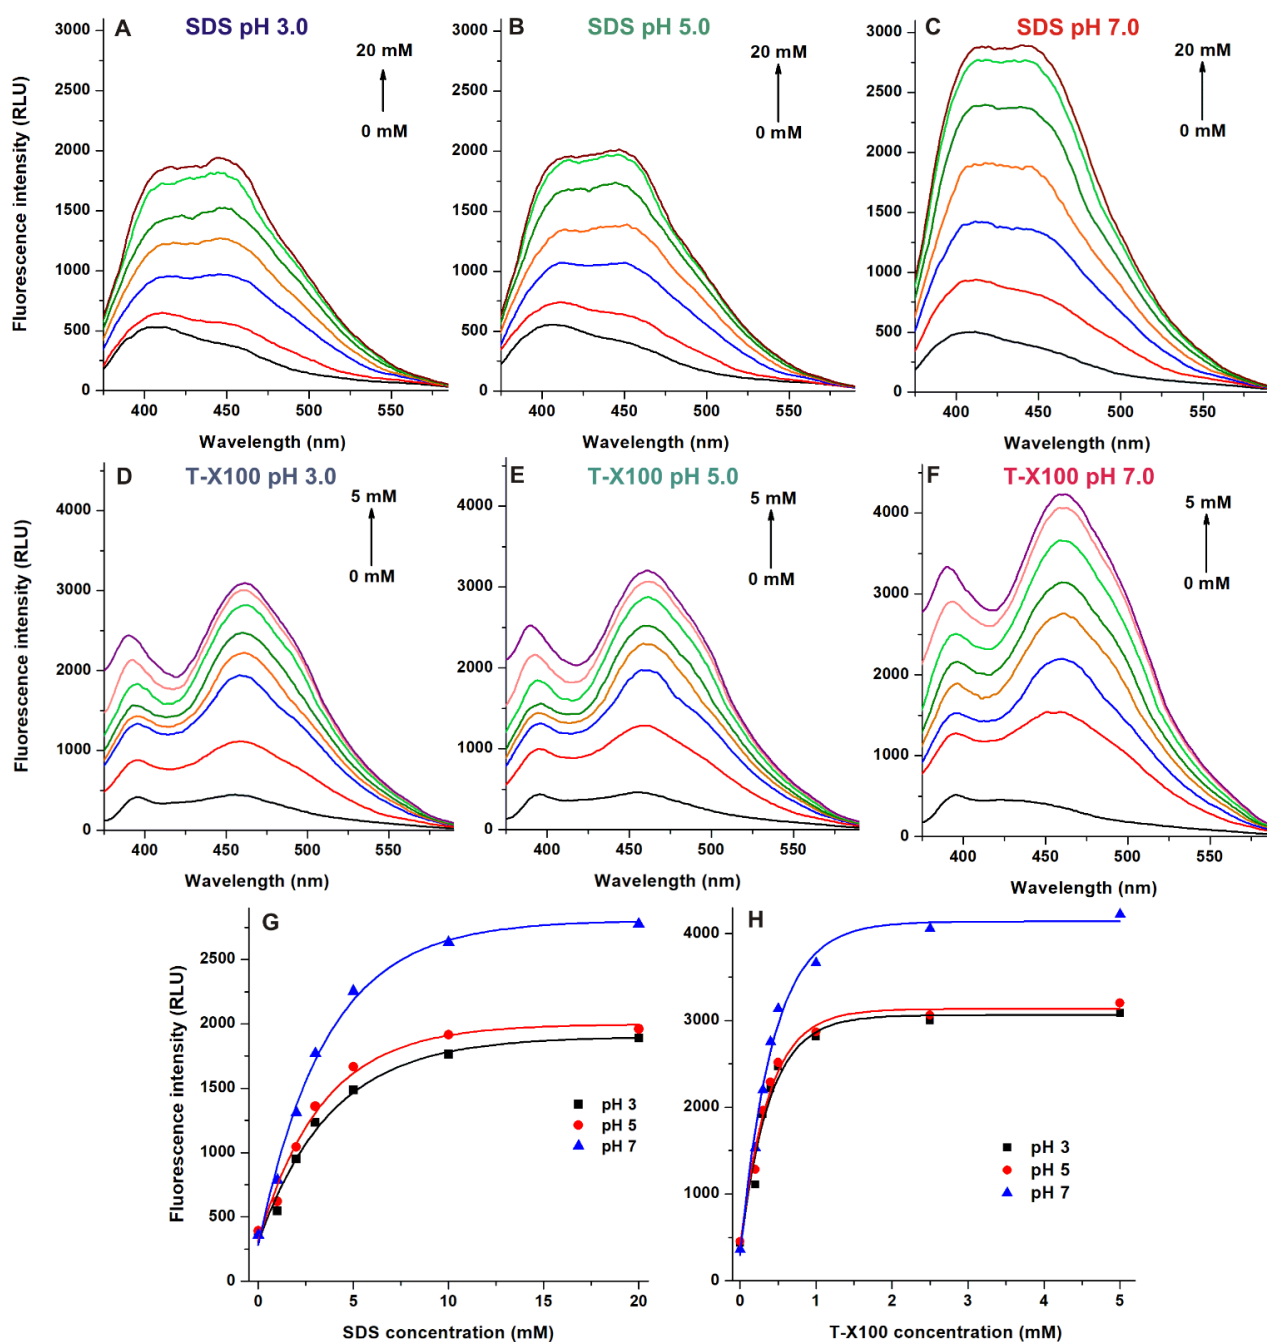 A SDS pH 3.0
20 mM
0 mM
3000
2500
2000
1500
1000
500
0
400 450 500 550
Fluorescence intensity (RLU)
Wavelength (nm)
B SDS pH 5.0
20 mM
0 mM
3000
2500
2000
1500
1000
500
0
400 450 500 550
Wavelength (nm)
C SDS pH 7.0
20 mM
0 mM
3000
2500
2000
1500
1000
500
0
400 450 500 550
Wavelength (nm)
D T-X100 pH 3.0
5 mM
0 mM
4000
3000
2000
1000
0
400 450 500 550
Fluorescence intensity (RLU)
Wavelength (nm)
E T-X100 pH 5.0
5 mM
0 mM
4000
3000
2000
1000
0
400 450 500 550
Wavelength (nm)
F T-X100 pH 7.0
5 mM
0 mM
4000
3000
2000
1000
0
400 450 500 550
Wavelength (nm)
G
2500
2000
1500
1000
500
0
0 5 10 15 20
pH 3
pH 5
pH 7
Fluorescence intensity (RLU)
SDS concentration (mM)
H
4000
3000
2000
1000
0
0 1 2 3 4 5
pH 3
pH 5
pH 7
T-X100 concentration (mM)